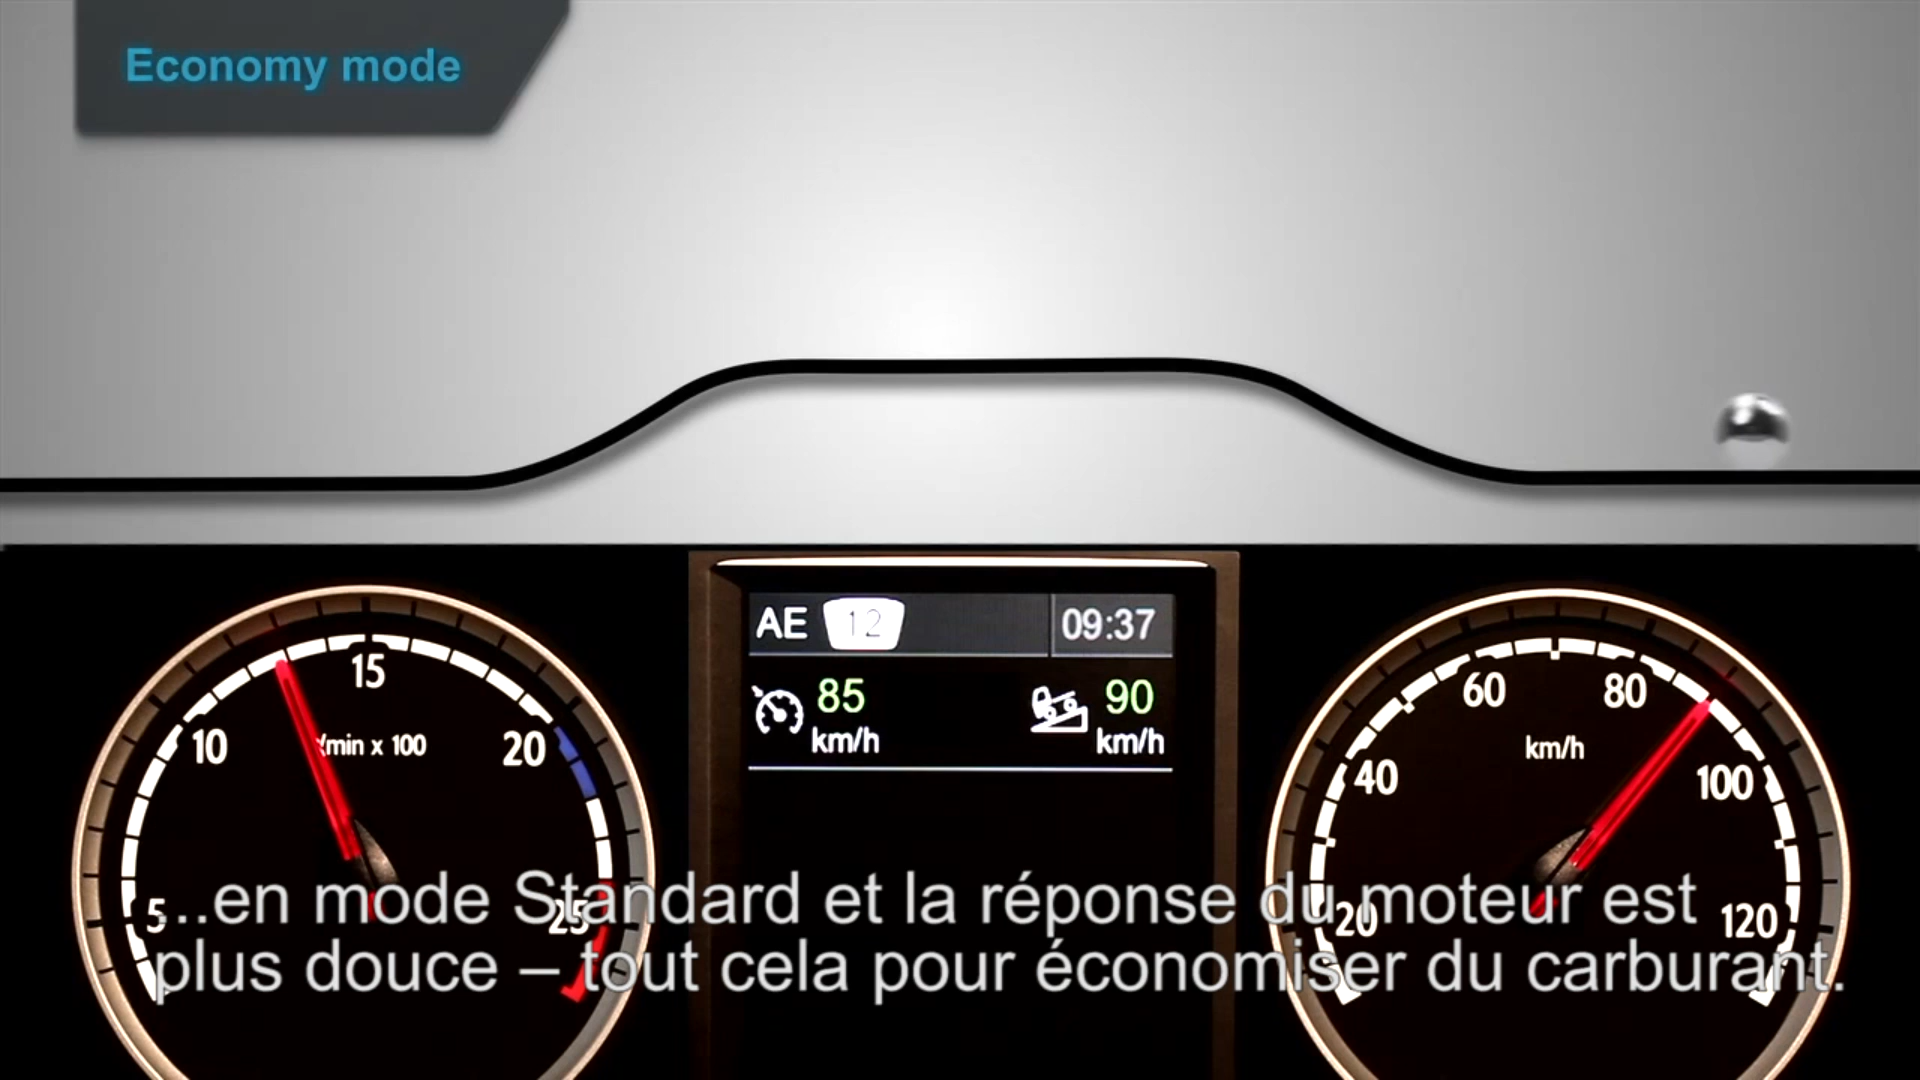 Economy mode
AE 12 09:37
85 km/h
90 km/h
5
10
15
20
25
/min x 100
20
40
60
80
100
120
km/h
...en mode Standard et la réponse du moteur est
plus douce – tout cela pour économiser du carburant.